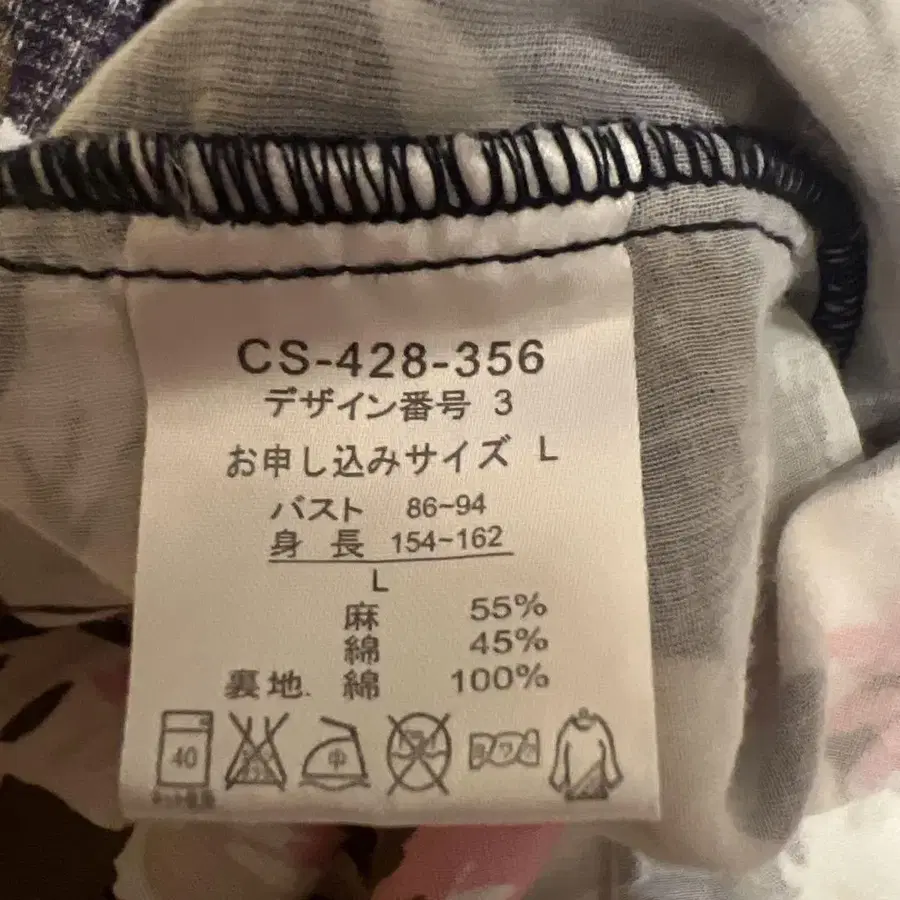 CS-428-356
デザイン番号 3
お申し込みサイズ L
バスト 86~94
身 長 154~162
L
麻 55%
綿 45%
裏地. 綿 100%
40 中